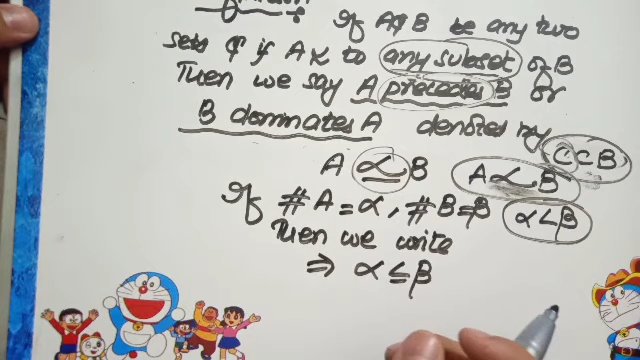 If A & B be any two
sets & if A ∝ to any subset of B
Then we say A precedes B or
B dominates A denoted by
C ⊂ B
A ≾ B A ≺ B
If #A = α, #B = β α < β
Then we write
⇒ α ≤ β